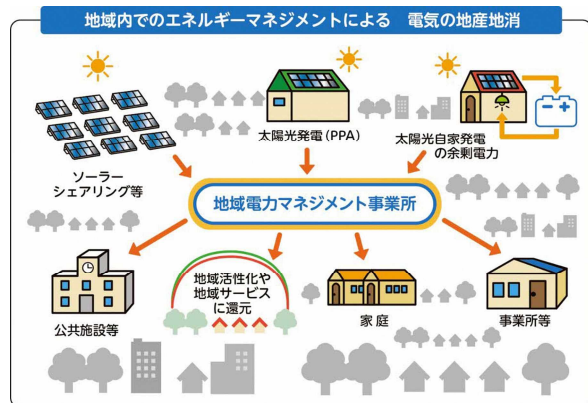 地域内でのエネルギーマネジメントによる　電気の地産地消
太陽光発電（PPA）
太陽光自家発電
の余剰電力
ソーラー
シェアリング等
地域電力マネジメント事業所
公共施設等
地域活性化や
地域サービス
に還元
家庭
事業所等